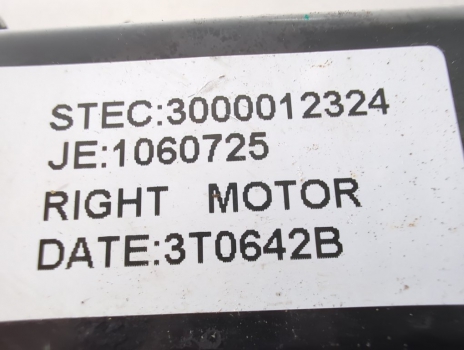 STEC:3000012324
JE:1060725
RIGHT MOTOR
DATE:3T0642B